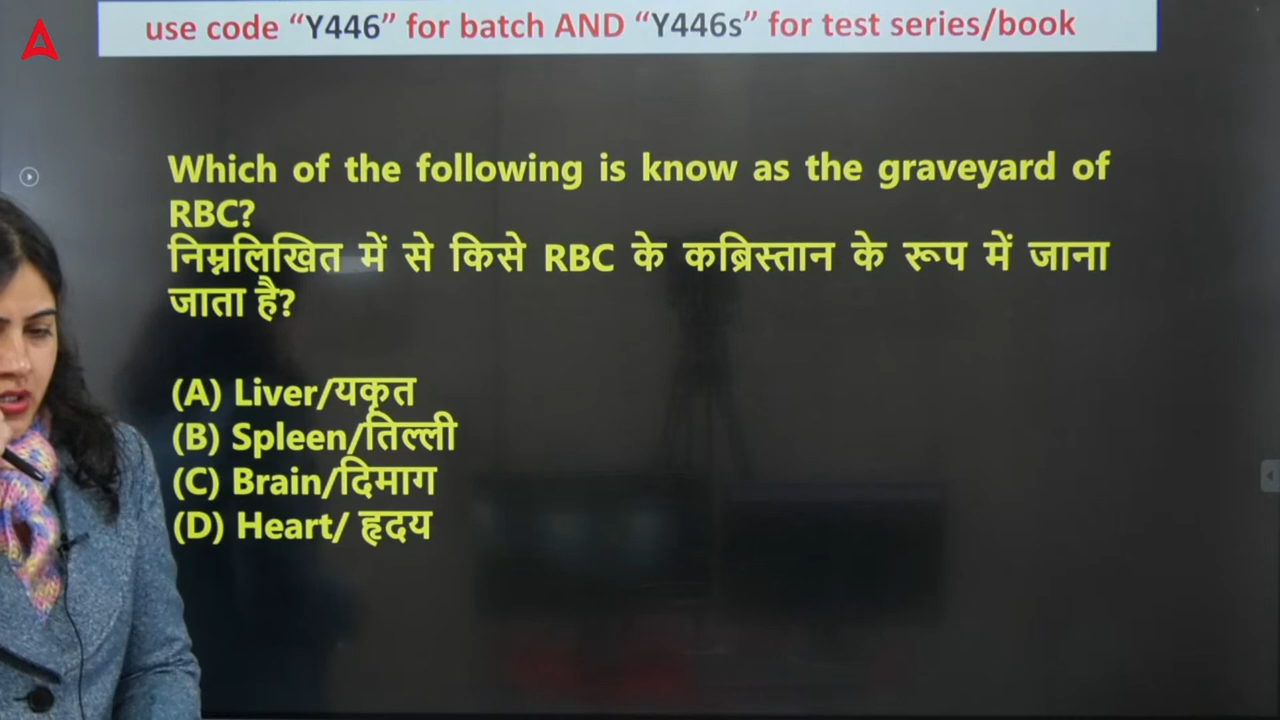 use code “Y446” for batch AND “Y446s” for test series/book
Which of the following is know as the graveyard of
RBC?
निम्नलिखित में से किसे RBC के कब्रिस्तान के रूप में जाना
जाता है?
(A) Liver/यकृत
(B) Spleen/तिल्ली
(C) Brain/दिमाग
(D) Heart/ हृदय